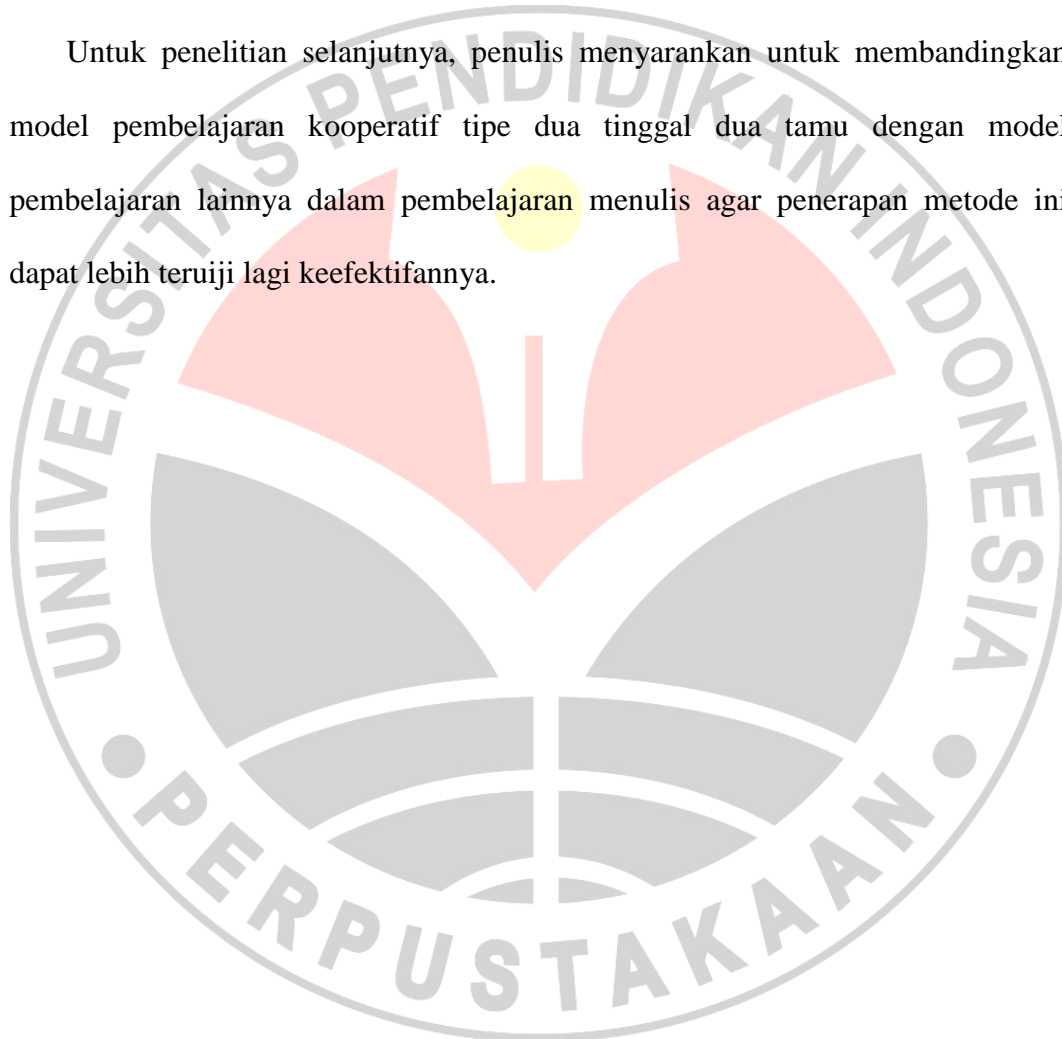 Untuk penelitian selanjutnya, penulis menyarankan untuk membandingkan
model pembelajaran kooperatif tipe dua tinggal dua tamu dengan model
pembelajaran lainnya dalam pembelajaran menulis agar penerapan metode ini
dapat lebih teruiji lagi keefektifannya.
UNIVERSITAS PENDIDIKAN INDONESIA
PERPUSTAKAAN